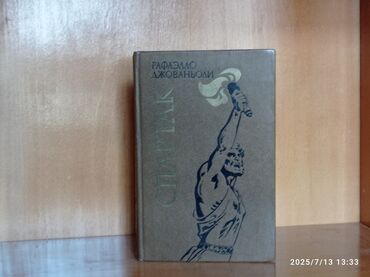 РАФАЭЛЛО
ДЖОВАНЬОЛИ
СПАРТАК
2025/7/13 13:33